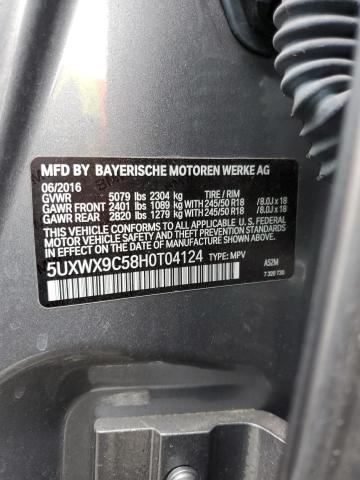 MFD BY BAYERISCHE MOTOREN WERKE AG
06/2016
GVWR 5079 lbs 2304 kg TIRE / RIM
GAWR FRONT 2401 lbs 1089 kg WITH 245/50 R18 /8.0J x 18
GAWR REAR 2820 lbs 1279 kg WITH 245/50 R18 /8.0J x 18
THIS VEHICLE CONFORMS TO ALL APPLICABLE U.S. FEDERAL
MOTOR VEHICLE SAFETY STANDARDS IN EFFECT ON THE
DATE OF MANUFACTURE SHOWN ABOVE.
5UXWX9C58H0T04124 TYPE: MPV A52M